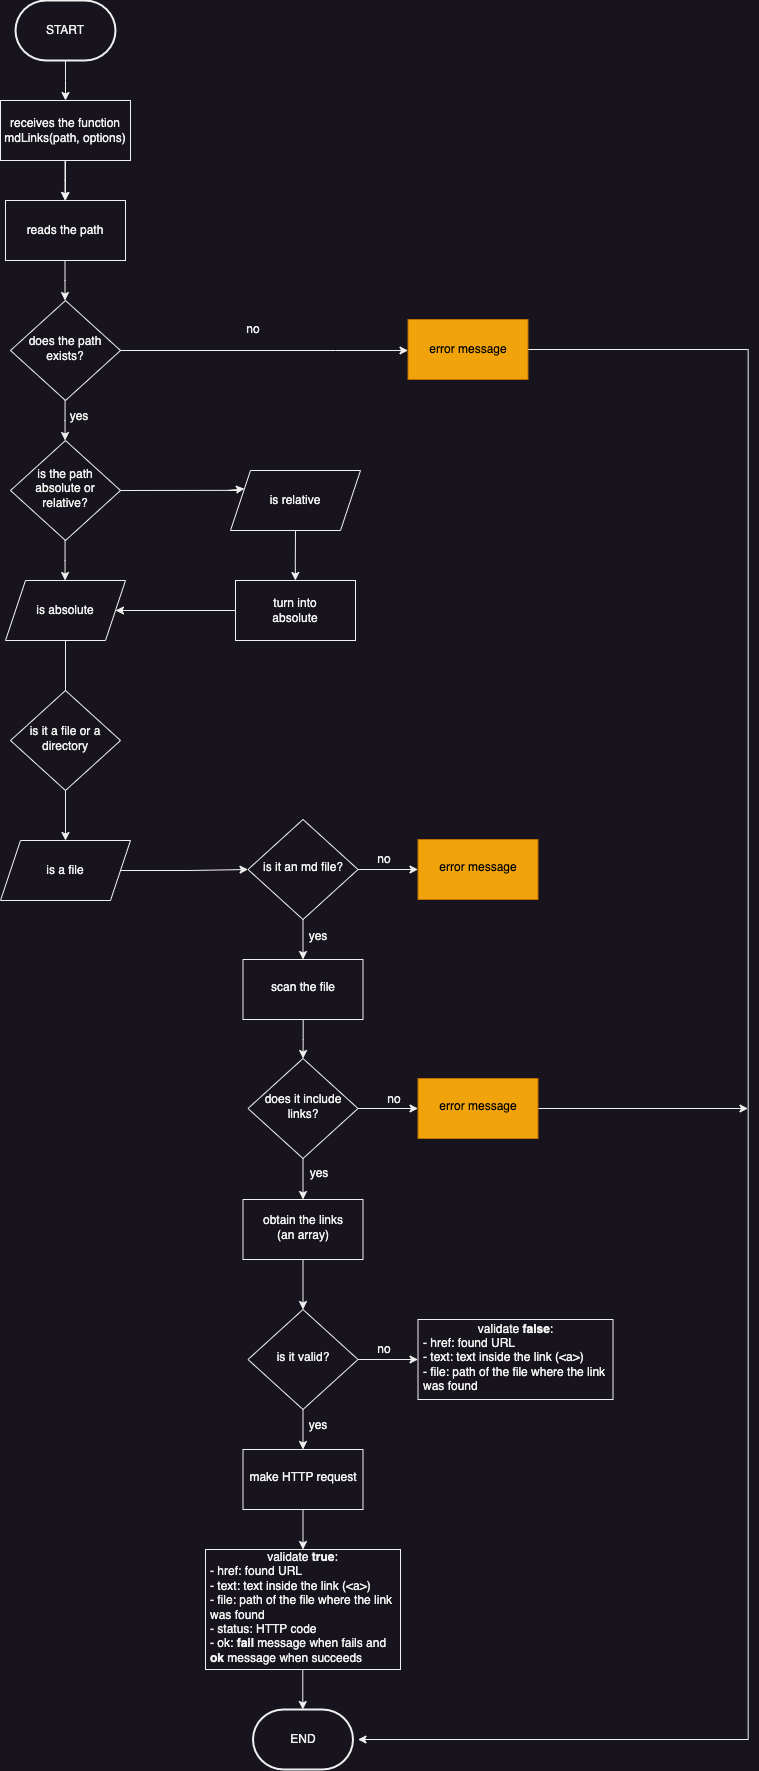 START
receives the function
mdLinks(path, options)
reads the path
does the path
exists?
no
error message
yes
is the path
absolute or
relative?
is relative
is absolute
turn into
absolute
is it a file or a
directory
is a file
is it an md file?
no
error message
yes
scan the file
does it include
links?
no
error message
yes
obtain the links
(an array)
is it valid?
no
validate false:
- href: found URL
- text: text inside the link (<a>)
- file: path of the file where the link
was found
yes
make HTTP request
validate true:
- href: found URL
- text: text inside the link (<a>)
- file: path of the file where the link
was found
- status: HTTP code
- ok: fail message when fails and
ok message when succeeds
END